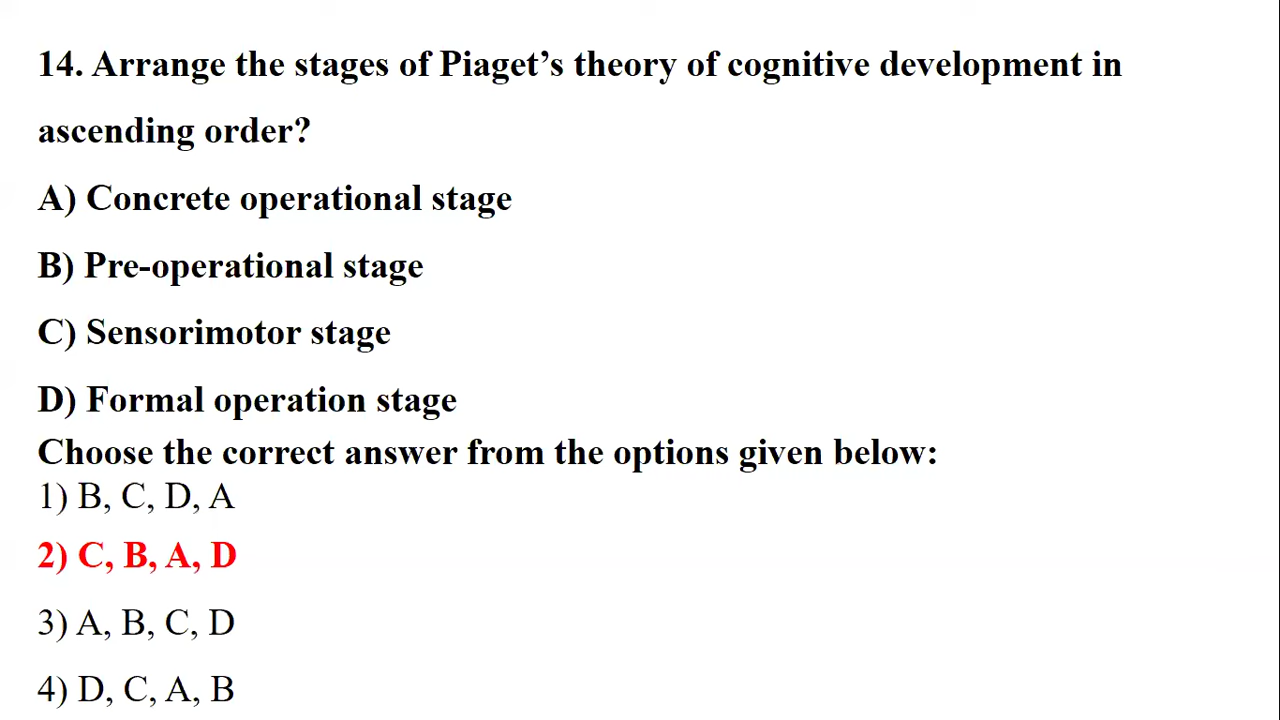 14. Arrange the stages of Piaget’s theory of cognitive development in
ascending order?
A) Concrete operational stage
B) Pre-operational stage
C) Sensorimotor stage
D) Formal operation stage
Choose the correct answer from the options given below:
1) B, C, D, A
2) C, B, A, D
3) A, B, C, D
4) D, C, A, B